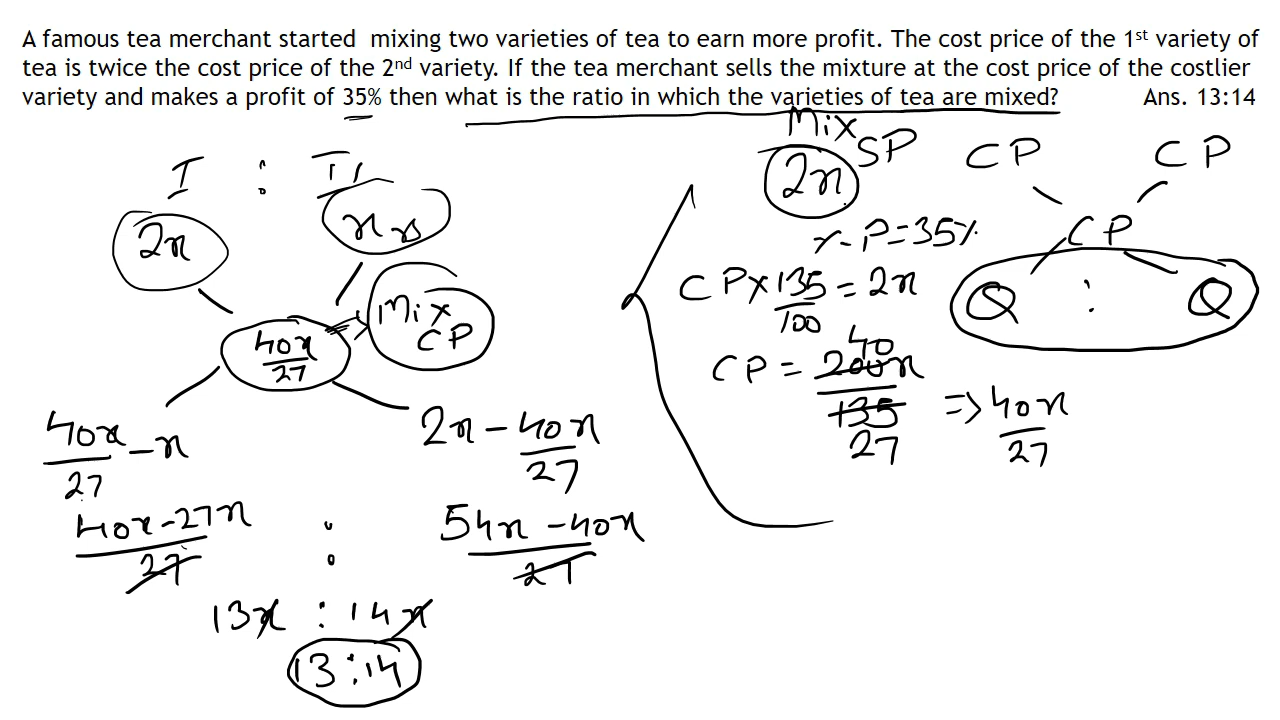 A famous tea merchant started mixing two varieties of tea to earn more profit. The cost price of the 1st variety of
tea is twice the cost price of the 2nd variety. If the tea merchant sells the mixture at the cost price of the costlier
variety and makes a profit of 35% then what is the ratio in which the varieties of tea are mixed? Ans. 13:14
I : II
2x
x rs
40x/27
Mix
CP
40x/27 - x
2x - 40x/27
40x-27x/27 : 54x-40x/27
13x : 14x
13:14
Mix
2x SP
r. P=35%
CP×135/100 = 2x
CP = 200x/135
40
27
=> 40x/27
CP CP
CP
Q : Q